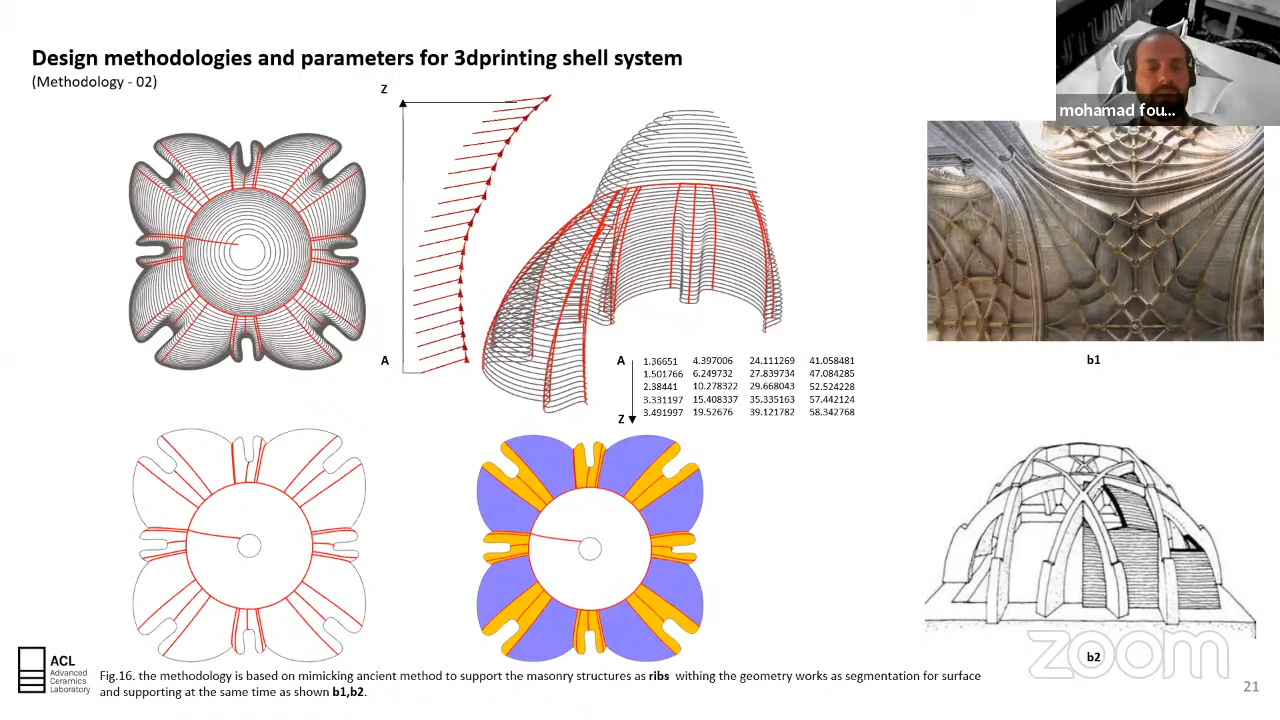 Design methodologies and parameters for 3dprinting shell system
(Methodology - 02)
mohamad fou...
Z
A
A
Z
1.36651 4.397006 24.111269 41.058481
1.501766 6.249732 27.839734 47.084285
2.38441 10.278322 29.668043 52.524228
3.331197 15.408337 35.335163 57.442124
3.491997 19.52676 39.121782 58.342768
b1
b2
zoom
ACL
Advanced
Ceramics
Laboratory
Fig.16. the methodology is based on mimicking ancient method to support the masonry structures as ribs withing the geometry works as segmentation for surface
and supporting at the same time as shown b1,b2.
21